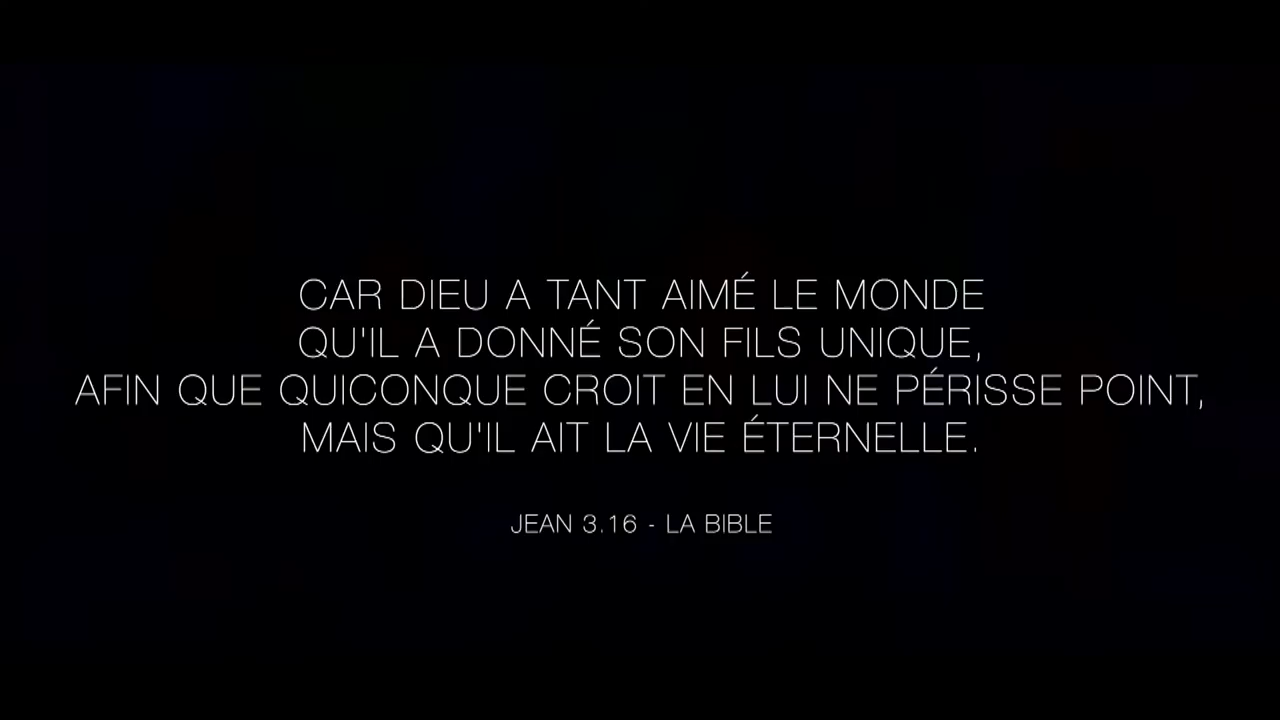 CAR DIEU A TANT AIMÉ LE MONDE
QU'IL A DONNÉ SON FILS UNIQUE,
AFIN QUE QUICONQUE CROIT EN LUI NE PÉRISSE POINT,
MAIS QU'IL AIT LA VIE ÉTERNELLE.
JEAN 3.16 - LA BIBLE